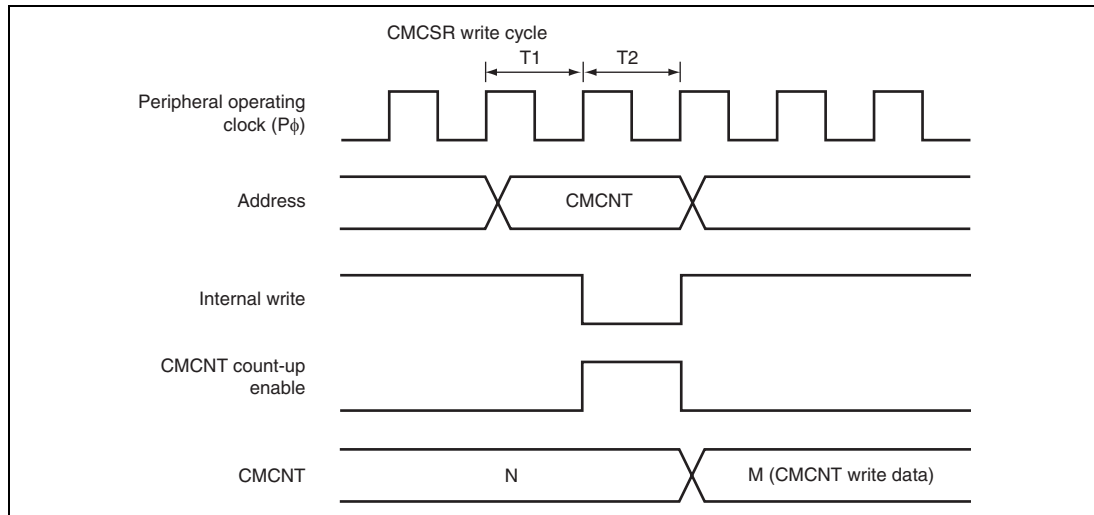 CMCSR write cycle
T1
T2
Peripheral operating
clock (Pϕ)
Address
CMCNT
Internal write
CMCNT count-up
enable
CMCNT
N
M (CMCNT write data)